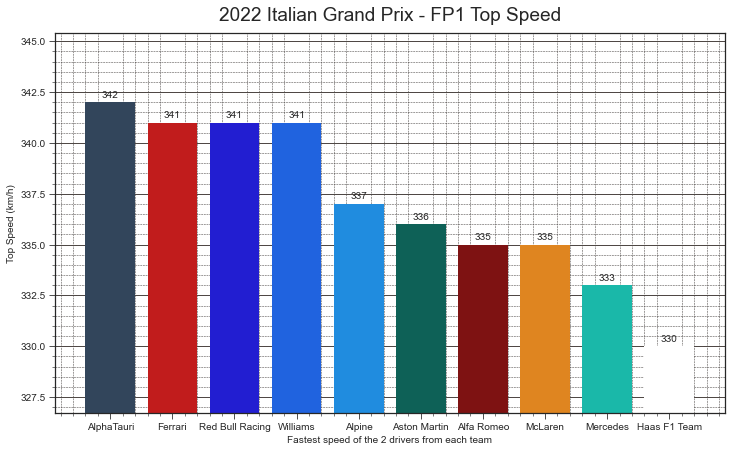 2022 Italian Grand Prix - FP1 Top Speed
Top Speed (km/h)
345.0
342.5
340.0
337.5
335.0
332.5
330.0
327.5
342
341
341
341
337
336
335
335
333
330
AlphaTauri
Ferrari
Red Bull Racing
Williams
Alpine
Aston Martin
Alfa Romeo
McLaren
Mercedes
Haas F1 Team
Fastest speed of the 2 drivers from each team